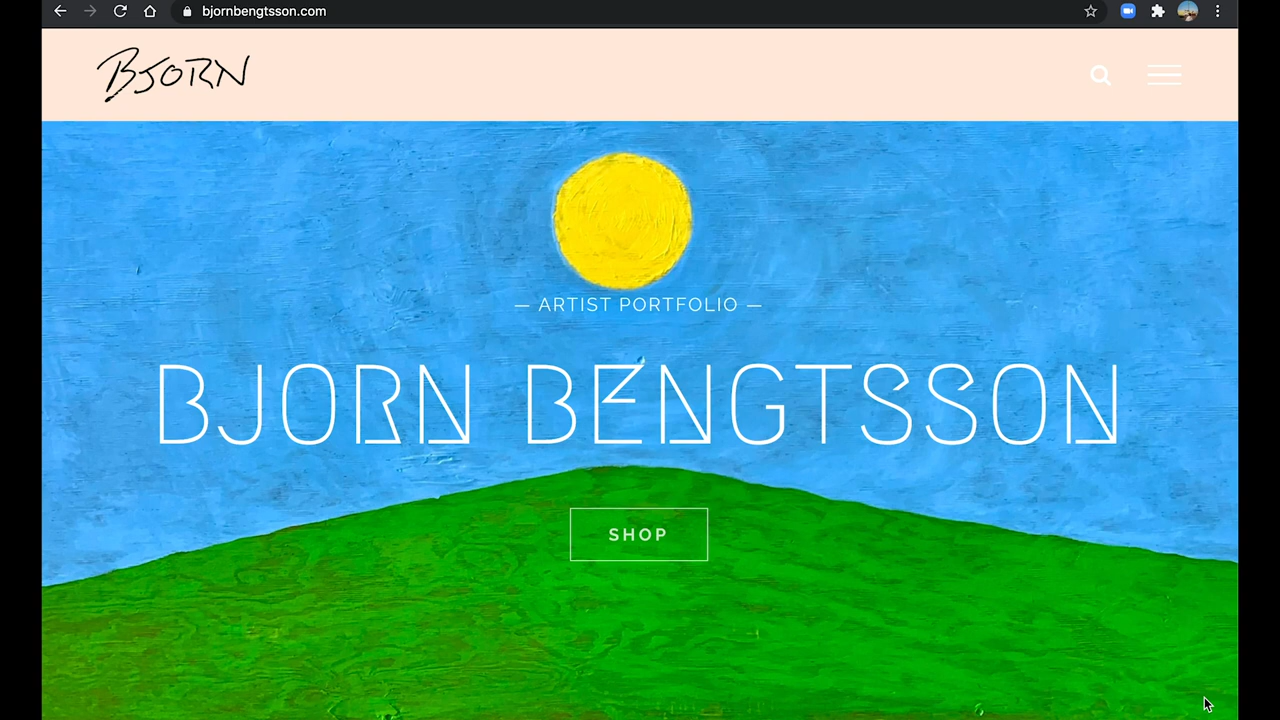 bjornbengtsson.com
BJORN
— ARTIST PORTFOLIO —
BJORN BENGTSSON
SHOP